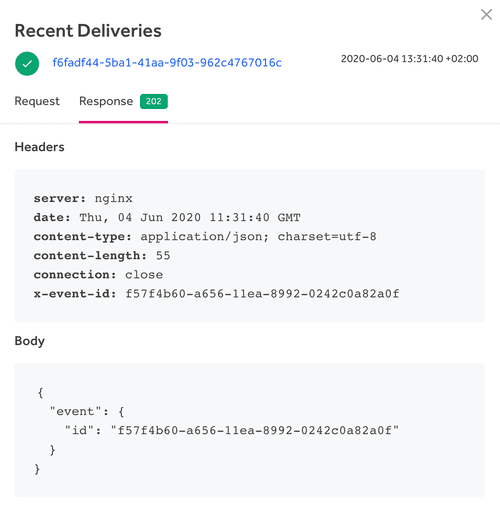 Recent Deliveries
f6fadf44-5ba1-41aa-9f03-962c4767016c 2020-06-04 13:31:40 +02:00
Request Response 202
Headers
server: nginx
date: Thu, 04 Jun 2020 11:31:40 GMT
content-type: application/json; charset=utf-8
content-length: 55
connection: close
x-event-id: f57f4b60-a656-11ea-8992-0242c0a82a0f
Body
{
"event": {
"id": "f57f4b60-a656-11ea-8992-0242c0a82a0f"
}
}